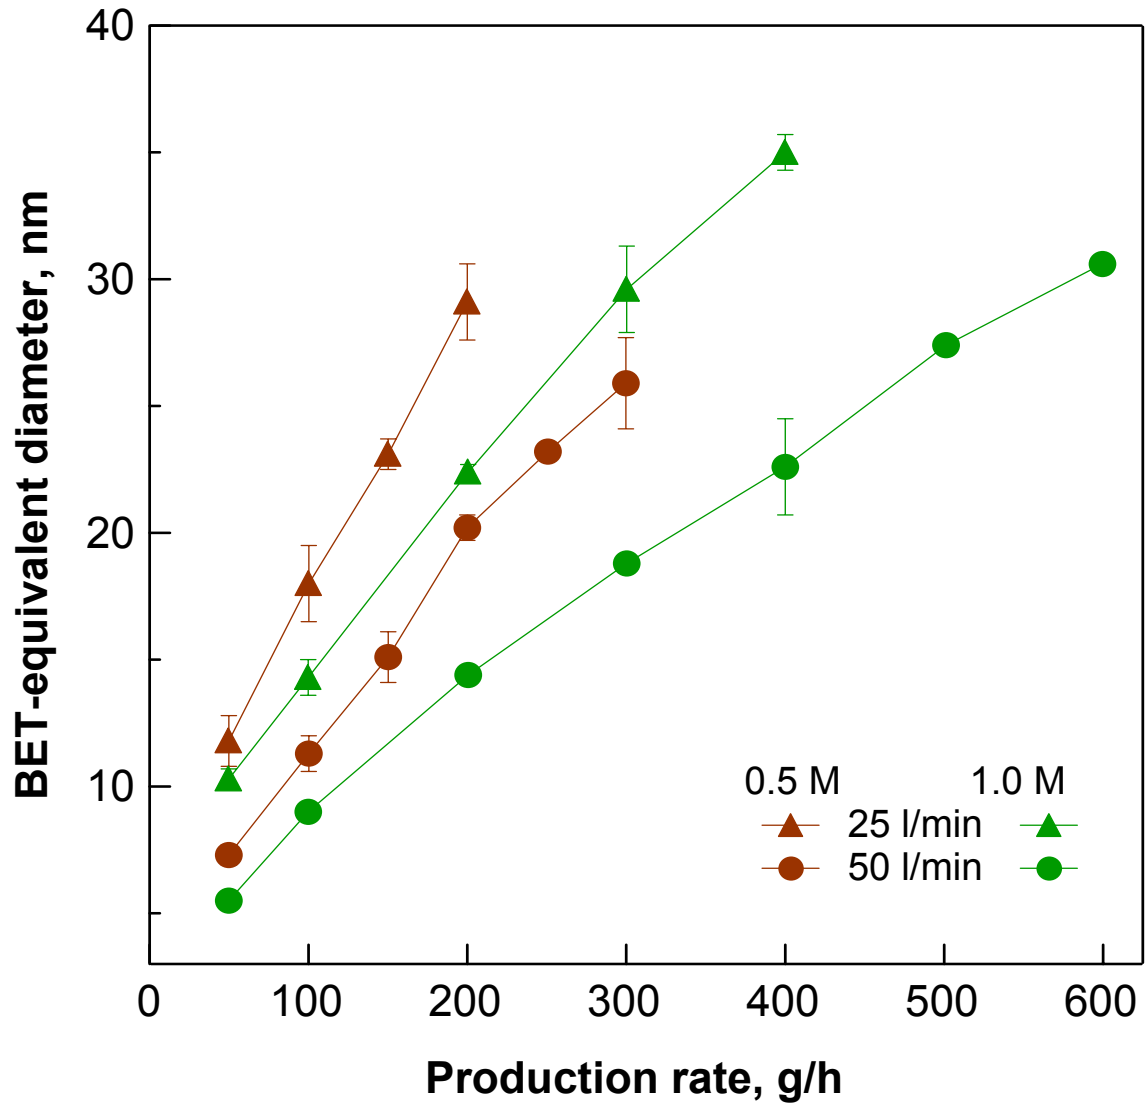 40
30
20
10
BET-equivalent diameter, nm
0.5 M 1.0 M
25 l/min
50 l/min
0 100 200 300 400 500 600
Production rate, g/h